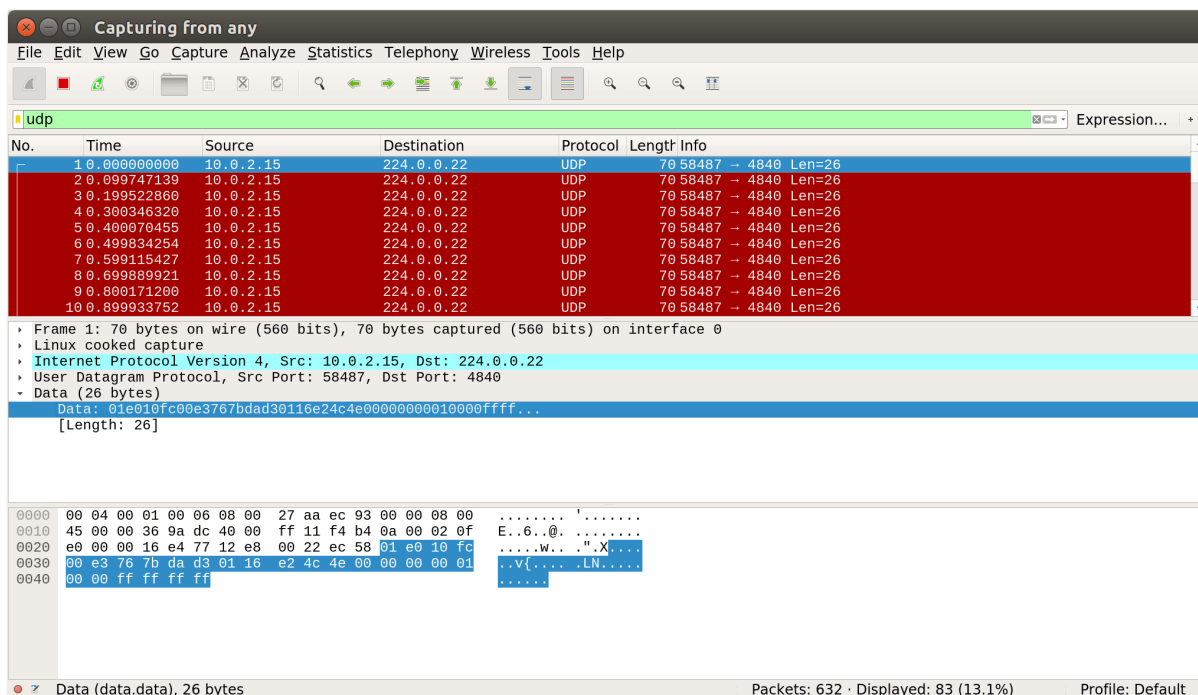 Capturing from any
File Edit View Go Capture Analyze Statistics Telephony Wireless Tools Help
udp Expression... +
No. Time Source Destination Protocol Length Info
1 0.000000000 10.0.2.15 224.0.0.22 UDP 70 58487 → 4840 Len=26
2 0.099747139 10.0.2.15 224.0.0.22 UDP 70 58487 → 4840 Len=26
3 0.199522860 10.0.2.15 224.0.0.22 UDP 70 58487 → 4840 Len=26
4 0.300346320 10.0.2.15 224.0.0.22 UDP 70 58487 → 4840 Len=26
5 0.400070455 10.0.2.15 224.0.0.22 UDP 70 58487 → 4840 Len=26
6 0.499834254 10.0.2.15 224.0.0.22 UDP 70 58487 → 4840 Len=26
7 0.599115427 10.0.2.15 224.0.0.22 UDP 70 58487 → 4840 Len=26
8 0.699889921 10.0.2.15 224.0.0.22 UDP 70 58487 → 4840 Len=26
9 0.800171200 10.0.2.15 224.0.0.22 UDP 70 58487 → 4840 Len=26
10 0.899933752 10.0.2.15 224.0.0.22 UDP 70 58487 → 4840 Len=26
Frame 1: 70 bytes on wire (560 bits), 70 bytes captured (560 bits) on interface 0
Linux cooked capture
Internet Protocol Version 4, Src: 10.0.2.15, Dst: 224.0.0.22
User Datagram Protocol, Src Port: 58487, Dst Port: 4840
Data (26 bytes)
Data: 01e010fc00e3767bdad30116e24c4e00000000010000ffff...
[Length: 26]
0000 00 04 00 01 00 06 08 00 27 aa ec 93 00 00 08 00 ........ '.......
0010 45 00 00 36 9a dc 40 00 ff 11 f4 b4 0a 00 02 0f E..6..@. ........
0020 e0 00 00 16 e4 77 12 e8 00 22 ec 58 01 e0 10 fc .....w.. .".X....
0030 00 e3 76 7b da d3 01 16 e2 4c 4e 00 00 00 00 01 ..v{.... .LN.....
0040 00 00 ff ff ff ff ......
Data (data.data), 26 bytes Packets: 632 · Displayed: 83 (13.1%) Profile: Default